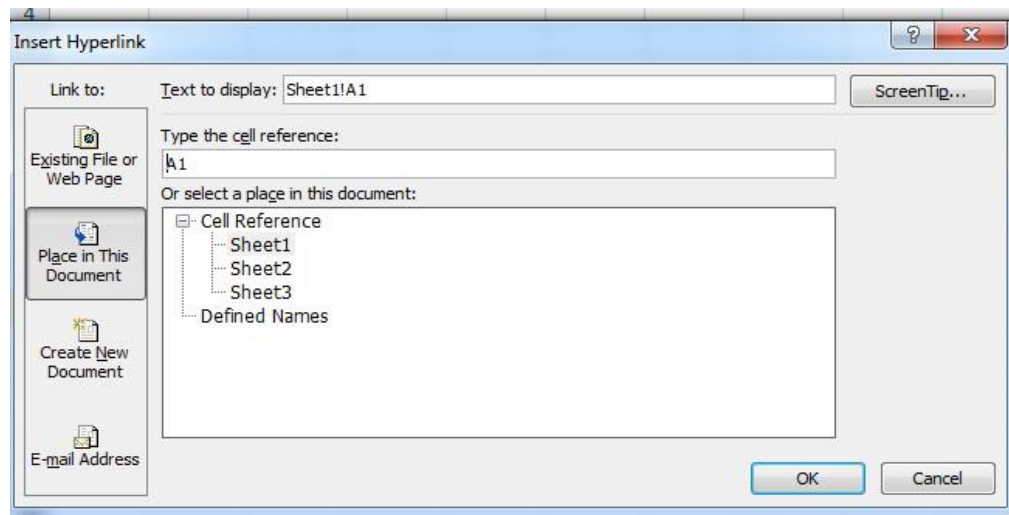 4
Insert Hyperlink
Link to:
Text to display: Sheet1!A1
ScreenTip...
Existing File or
Web Page
Type the cell reference:
A1
Or select a place in this document:
Cell Reference
Sheet1
Sheet2
Sheet3
Defined Names
Place in This
Document
Create New
Document
E-mail Address
OK
Cancel